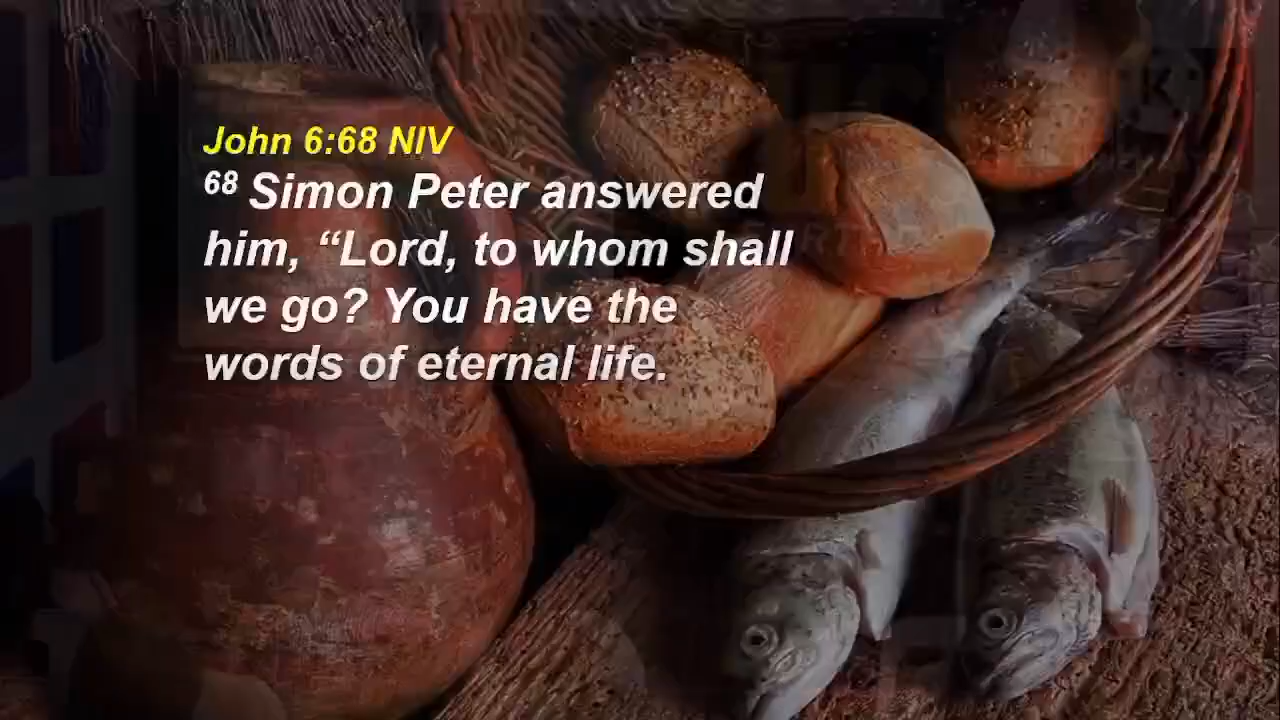 John 6:68 NIV
68 Simon Peter answered
him, “Lord, to whom shall
we go? You have the
words of eternal life.